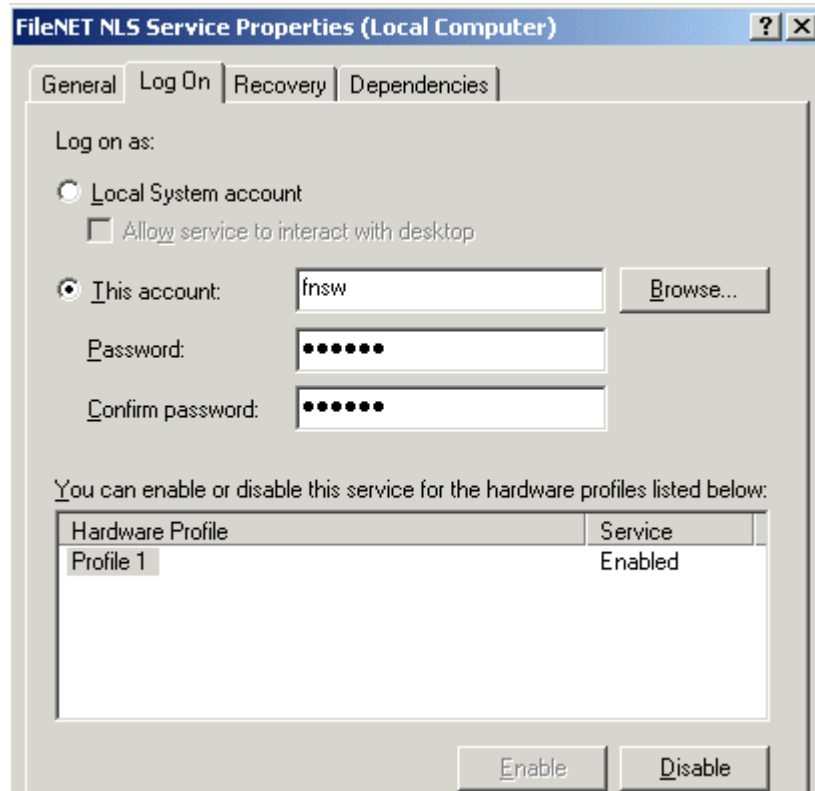 FileNET NLS Service Properties (Local Computer) ? X
General Log On Recovery Dependencies
Log on as:
Local System account
Allow service to interact with desktop
This account: fnsw Browse...
Password: ●●●●●●
Confirm password: ●●●●●●
You can enable or disable this service for the hardware profiles listed below:
Hardware Profile Service
Profile 1 Enabled
Enable Disable